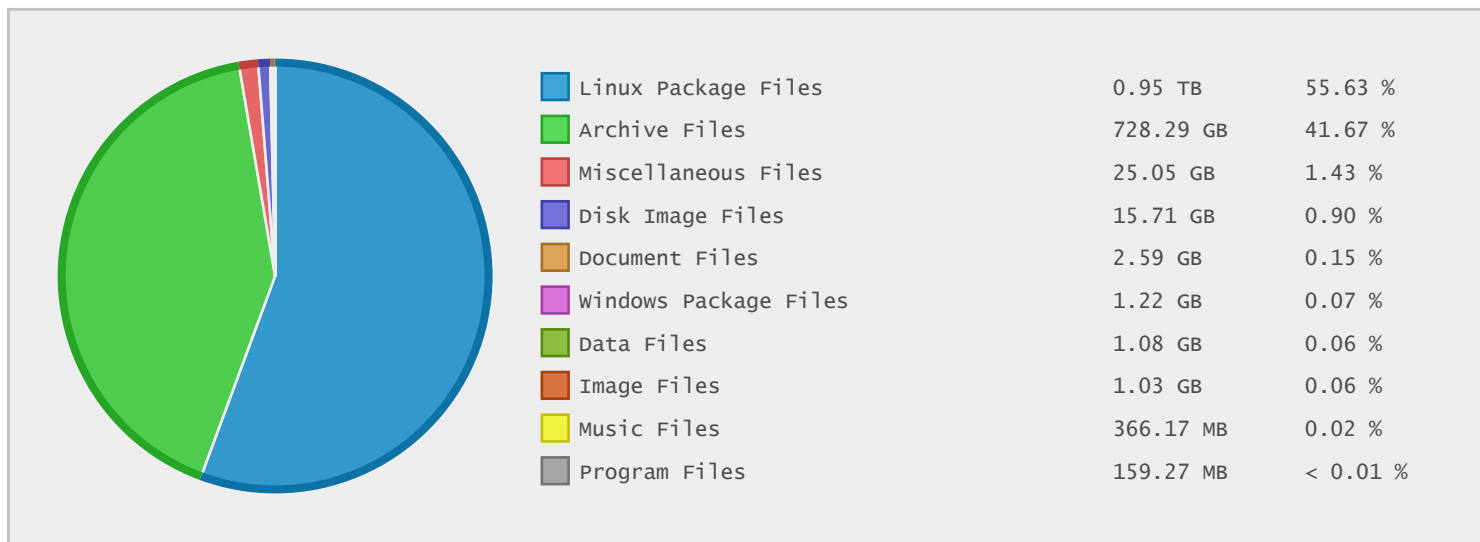 Linux Package Files 0.95 TB 55.63 %
Archive Files 728.29 GB 41.67 %
Miscellaneous Files 25.05 GB 1.43 %
Disk Image Files 15.71 GB 0.90 %
Document Files 2.59 GB 0.15 %
Windows Package Files 1.22 GB 0.07 %
Data Files 1.08 GB 0.06 %
Image Files 1.03 GB 0.06 %
Music Files 366.17 MB 0.02 %
Program Files 159.27 MB < 0.01 %